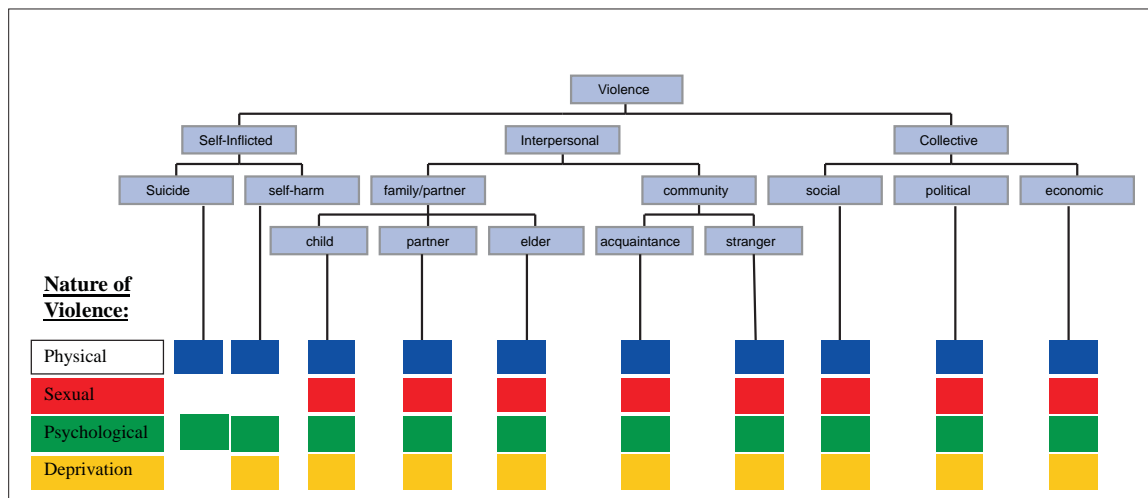 Violence
Self-Inflicted
Interpersonal
Collective
Suicide
self-harm
family/partner
community
social
political
economic
child
partner
elder
acquaintance
stranger
Nature of
Violence:
Physical
Sexual
Psychological
Deprivation